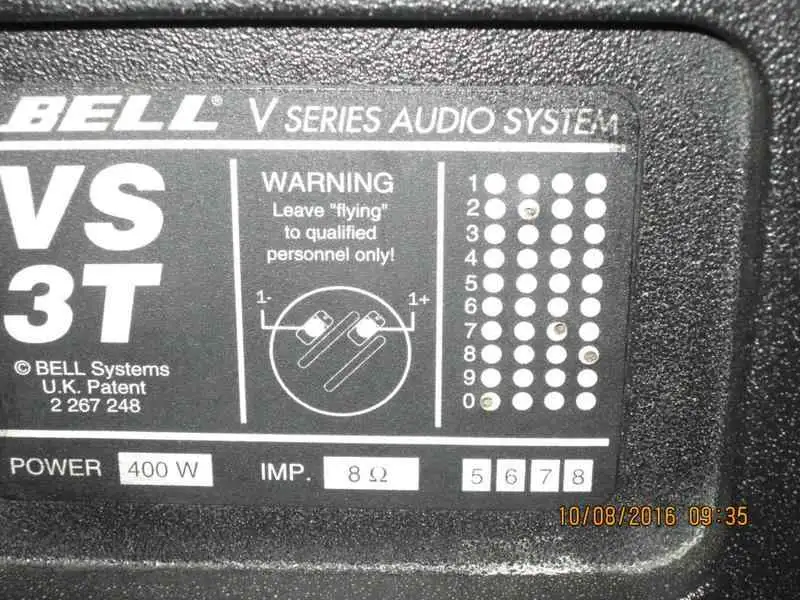 BELL® V SERIES AUDIO SYSTEM
VS
3T
© BELL Systems
U.K. Patent
2 267 248
WARNING
Leave "flying"
to qualified
personnel only!
1- 1+
1
2
3
4
5
6
7
8
9
0
POWER 400 W IMP. 8 Ω 5 6 7 8
10/08/2016 09:35